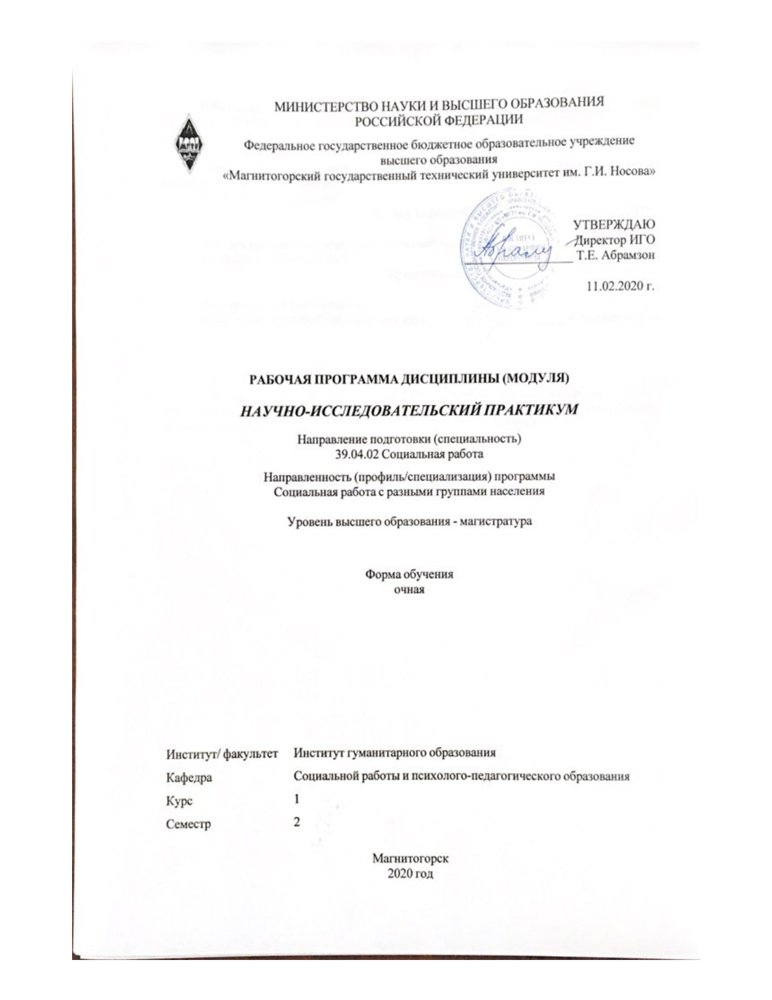 МИНИСТЕРСТВО НАУКИ И ВЫСШЕГО ОБРАЗОВАНИЯ
РОССИЙСКОЙ ФЕДЕРАЦИИ
Федеральное государственное бюджетное образовательное учреждение
высшего образования
«Магнитогорский государственный технический университет им. Г.И. Носова»
УТВЕРЖДАЮ
Директор ИГО
Т.Е. Абрамзон
11.02.2020 г.
РАБОЧАЯ ПРОГРАММА ДИСЦИПЛИНЫ (МОДУЛЯ)
НАУЧНО-ИССЛЕДОВАТЕЛЬСКИЙ ПРАКТИКУМ
Направление подготовки (специальность)
39.04.02 Социальная работа
Направленность (профиль/специализация) программы
Социальная работа с разными группами населения
Уровень высшего образования - магистратура
Форма обучения
очная
Институт/ факультет Институт гуманитарного образования
Кафедра Социальной работы и психолого-педагогического образования
Курс 1
Семестр 2
Магнитогорск
2020 год